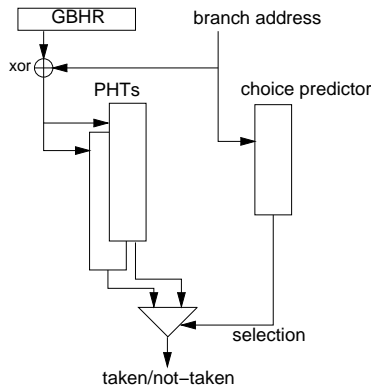 GBHR
branch address
xor
PHTs
choice predictor
selection
taken/not−taken